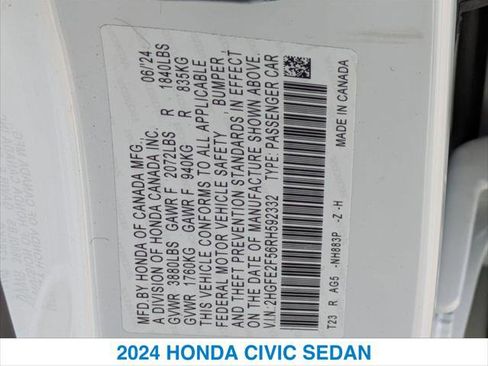 MFD.BY HONDA OF CANADA MFG., 06/'24
A DIVISION OF HONDA CANADA INC.
GVWR 3880LBS GAWR F 2072LBS R 1840LBS
GVWR 1760KG GAWR F 940KG R 835KG
THIS VEHICLE CONFORMS TO ALL APPLICABLE
FEDERAL MOTOR VEHICLE SAFETY, BUMPER,
AND THEFT PREVENTION STANDARDS IN EFFECT
ON THE DATE OF MANUFACTURE SHOWN ABOVE.
V.I.N.:2HGFE2F56RH592332 TYPE: PASSENGER CAR
T23 R AG5 -NH883P -Z -H MADE IN CANADA
2024 HONDA CIVIC SEDAN